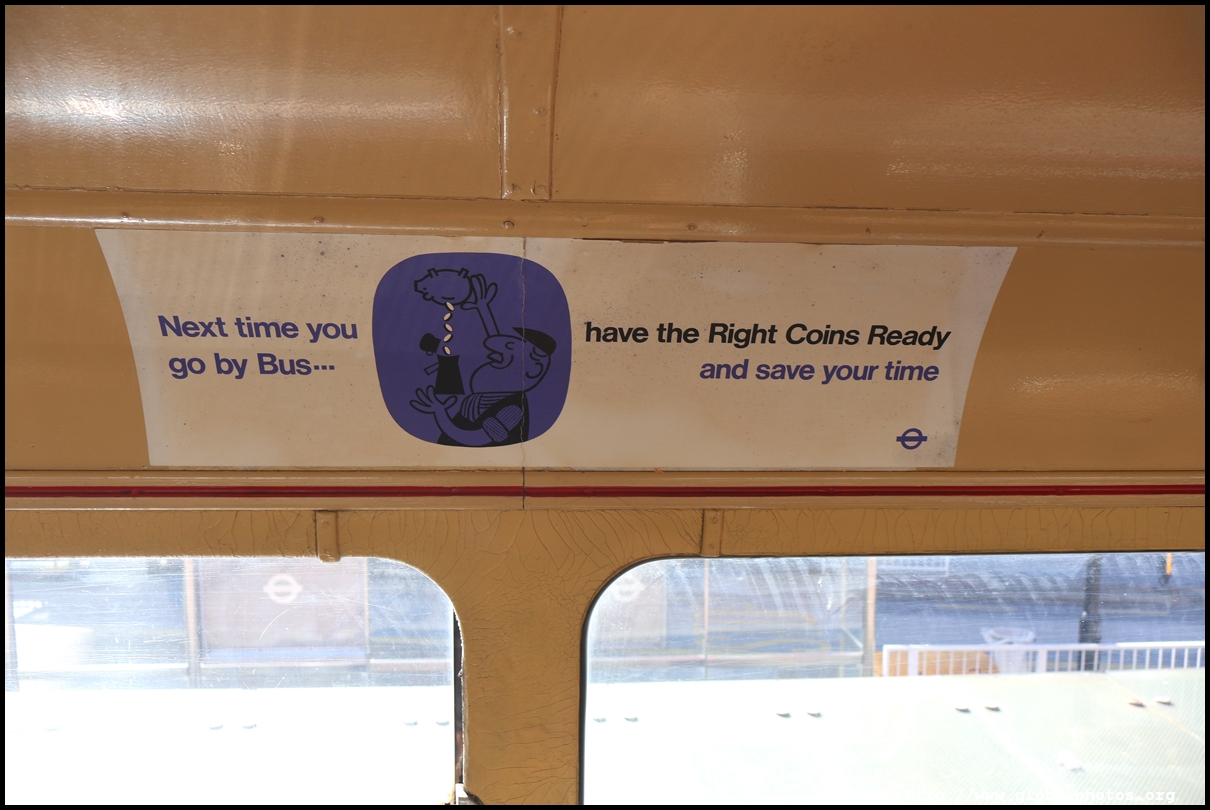 Next time you
go by Bus...
have the Right Coins Ready
and save your time